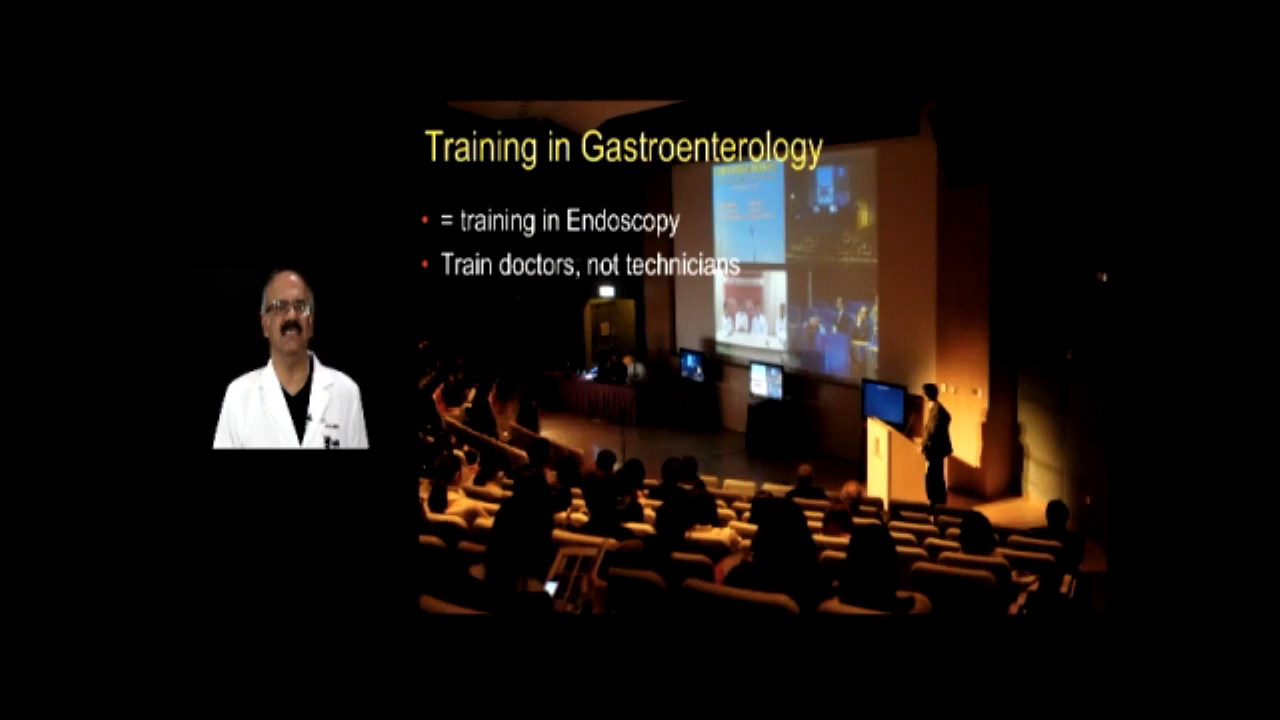 Training in Gastroenterology
• = training in Endoscopy
• Train doctors, not technicians